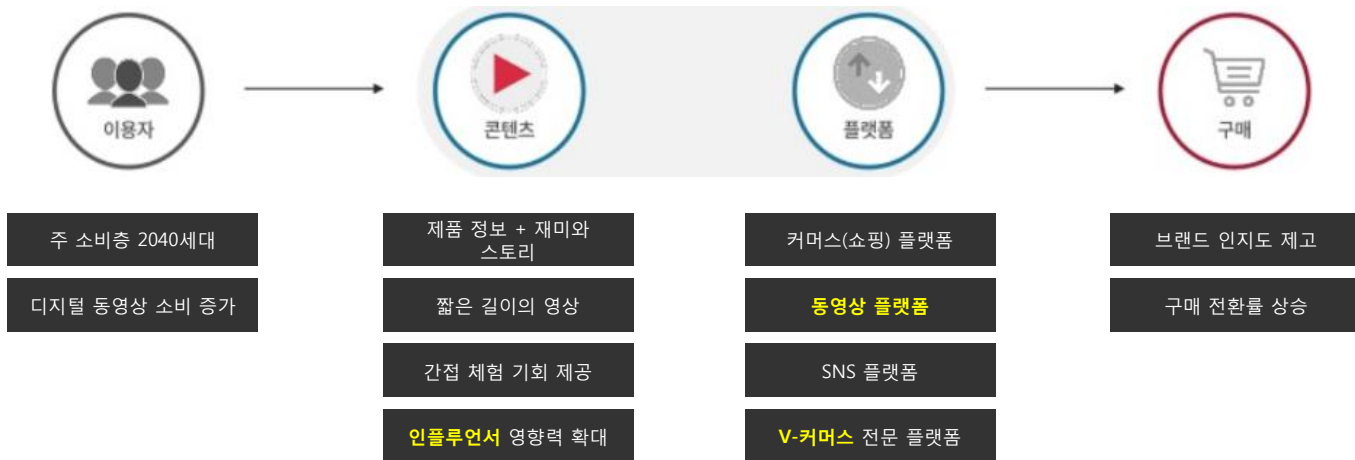 이용자
콘텐츠
플랫폼
구매
주 소비층 2040세대
디지털 동영상 소비 증가
제품 정보 + 재미와
스토리
짧은 길이의 영상
간접 체험 기회 제공
인플루언서 영향력 확대
커머스(쇼핑) 플랫폼
동영상 플랫폼
SNS 플랫폼
V-커머스 전문 플랫폼
브랜드 인지도 제고
구매 전환률 상승